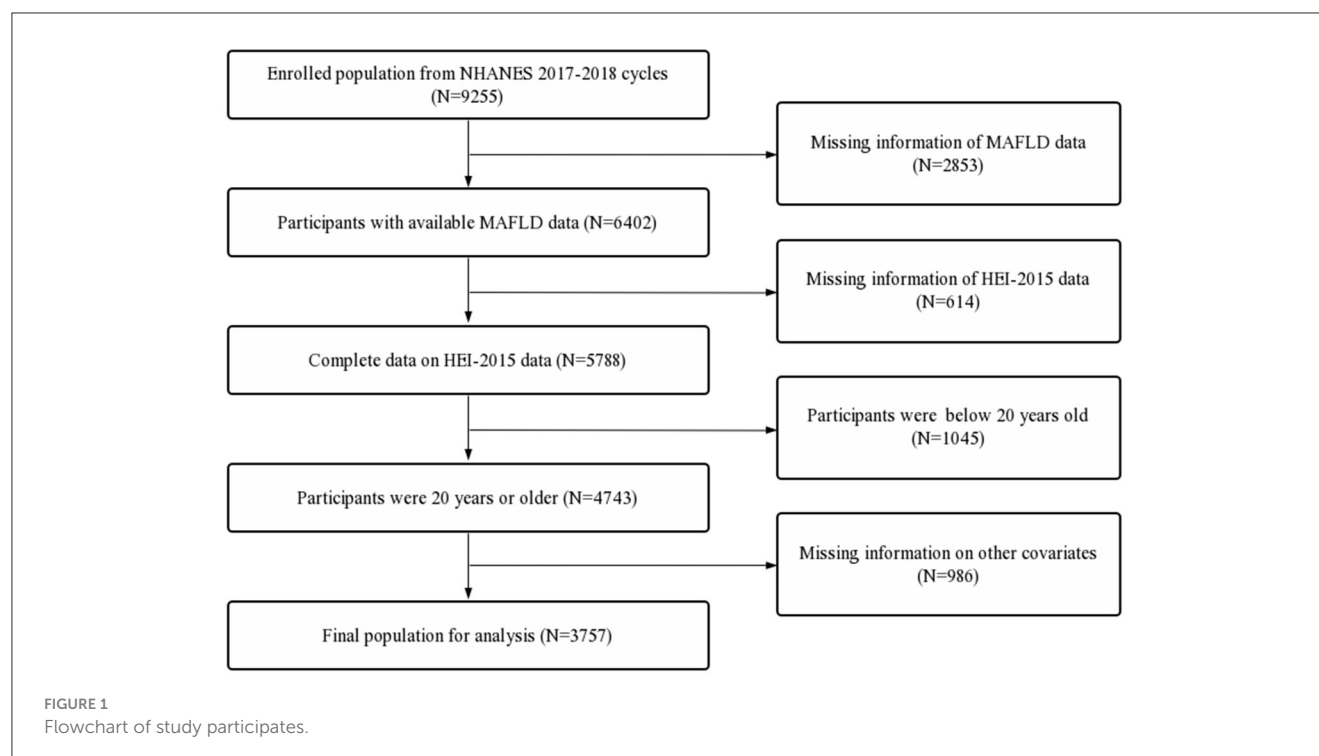 Enrolled population from NHANES 2017-2018 cycles
(N=9255)
Missing information of MAFLD data
(N=2853)
Participants with available MAFLD data (N=6402)
Missing information of HEI-2015 data
(N=614)
Complete data on HEI-2015 data (N=5788)
Participants were below 20 years old
(N=1045)
Participants were 20 years or older (N=4743)
Missing information on other covariates
(N=986)
Final population for analysis (N=3757)
FIGURE 1
Flowchart of study participates.